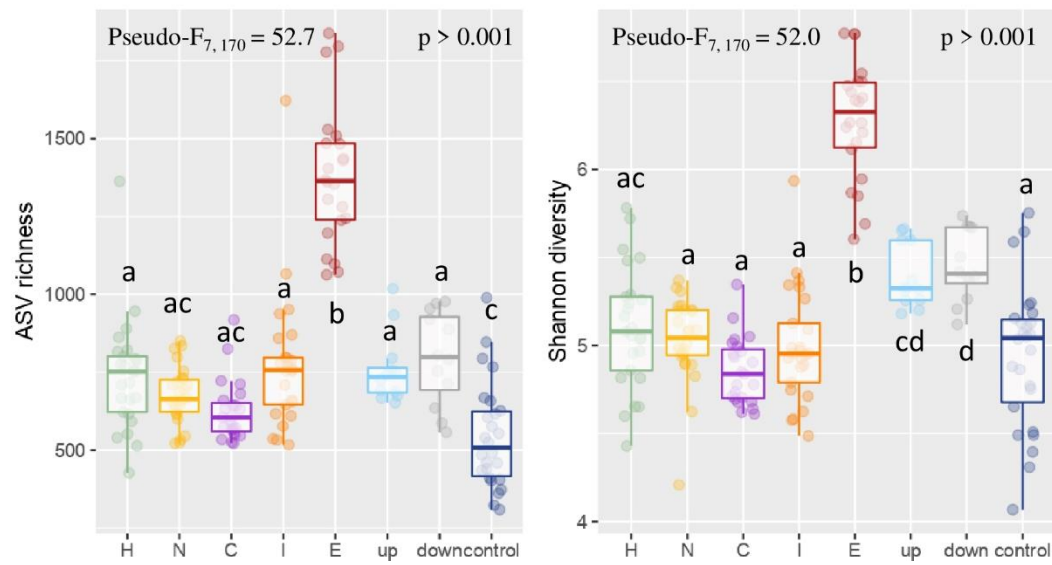 Pseudo-F7, 170 = 52.7 p > 0.001
ASV richness
1500
1000
500
a
ac
ac
a
b
a
a
c
H N C I E up down control
Pseudo-F7, 170 = 52.0 p > 0.001
Shannon diversity
6
5
4
ac
a
a
a
b
cd
d
a
H N C I E up down control